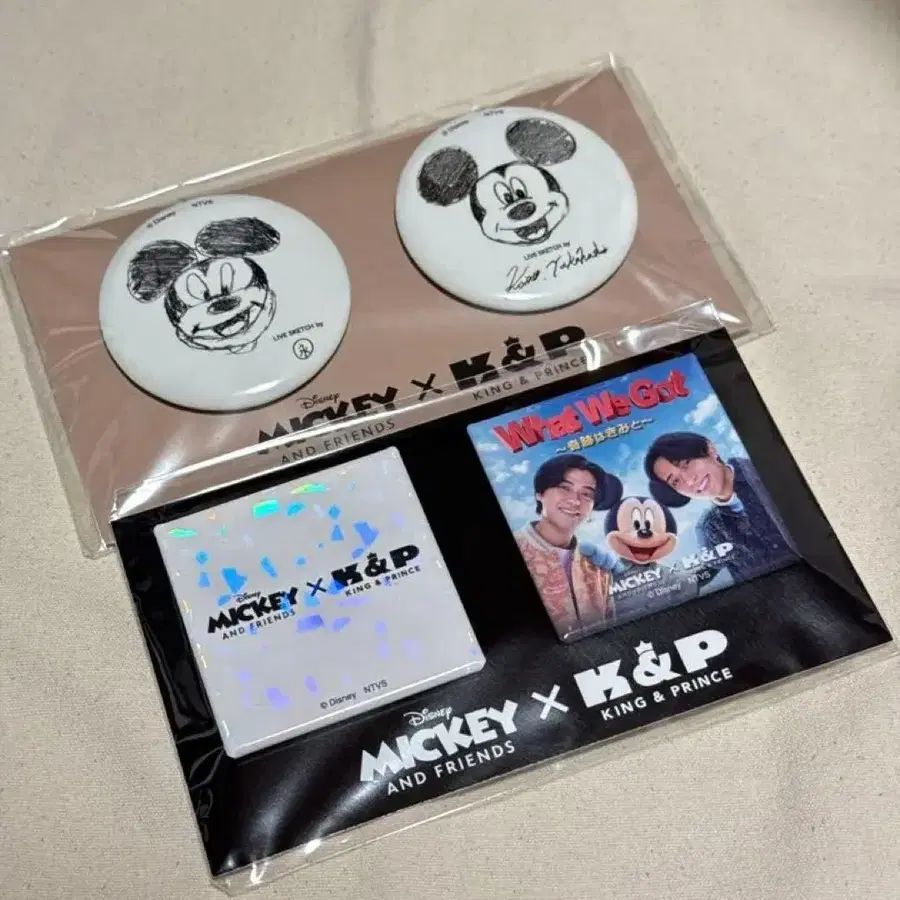 © Disney NTVS
LIVE SKETCH by
© Disney NTVS
LIVE SKETCH by
Disney
MICKEY × K&P
AND FRIENDS
KING & PRINCE
What We Got
~奇跡はきみと~
MICKEY × K&P
© Disney NTVS
Disney
MICKEY × K&P
AND FRIENDS
KING & PRINCE
© Disney NTVS
Disney
MICKEY × K&P
AND FRIENDS
KING & PRINCE